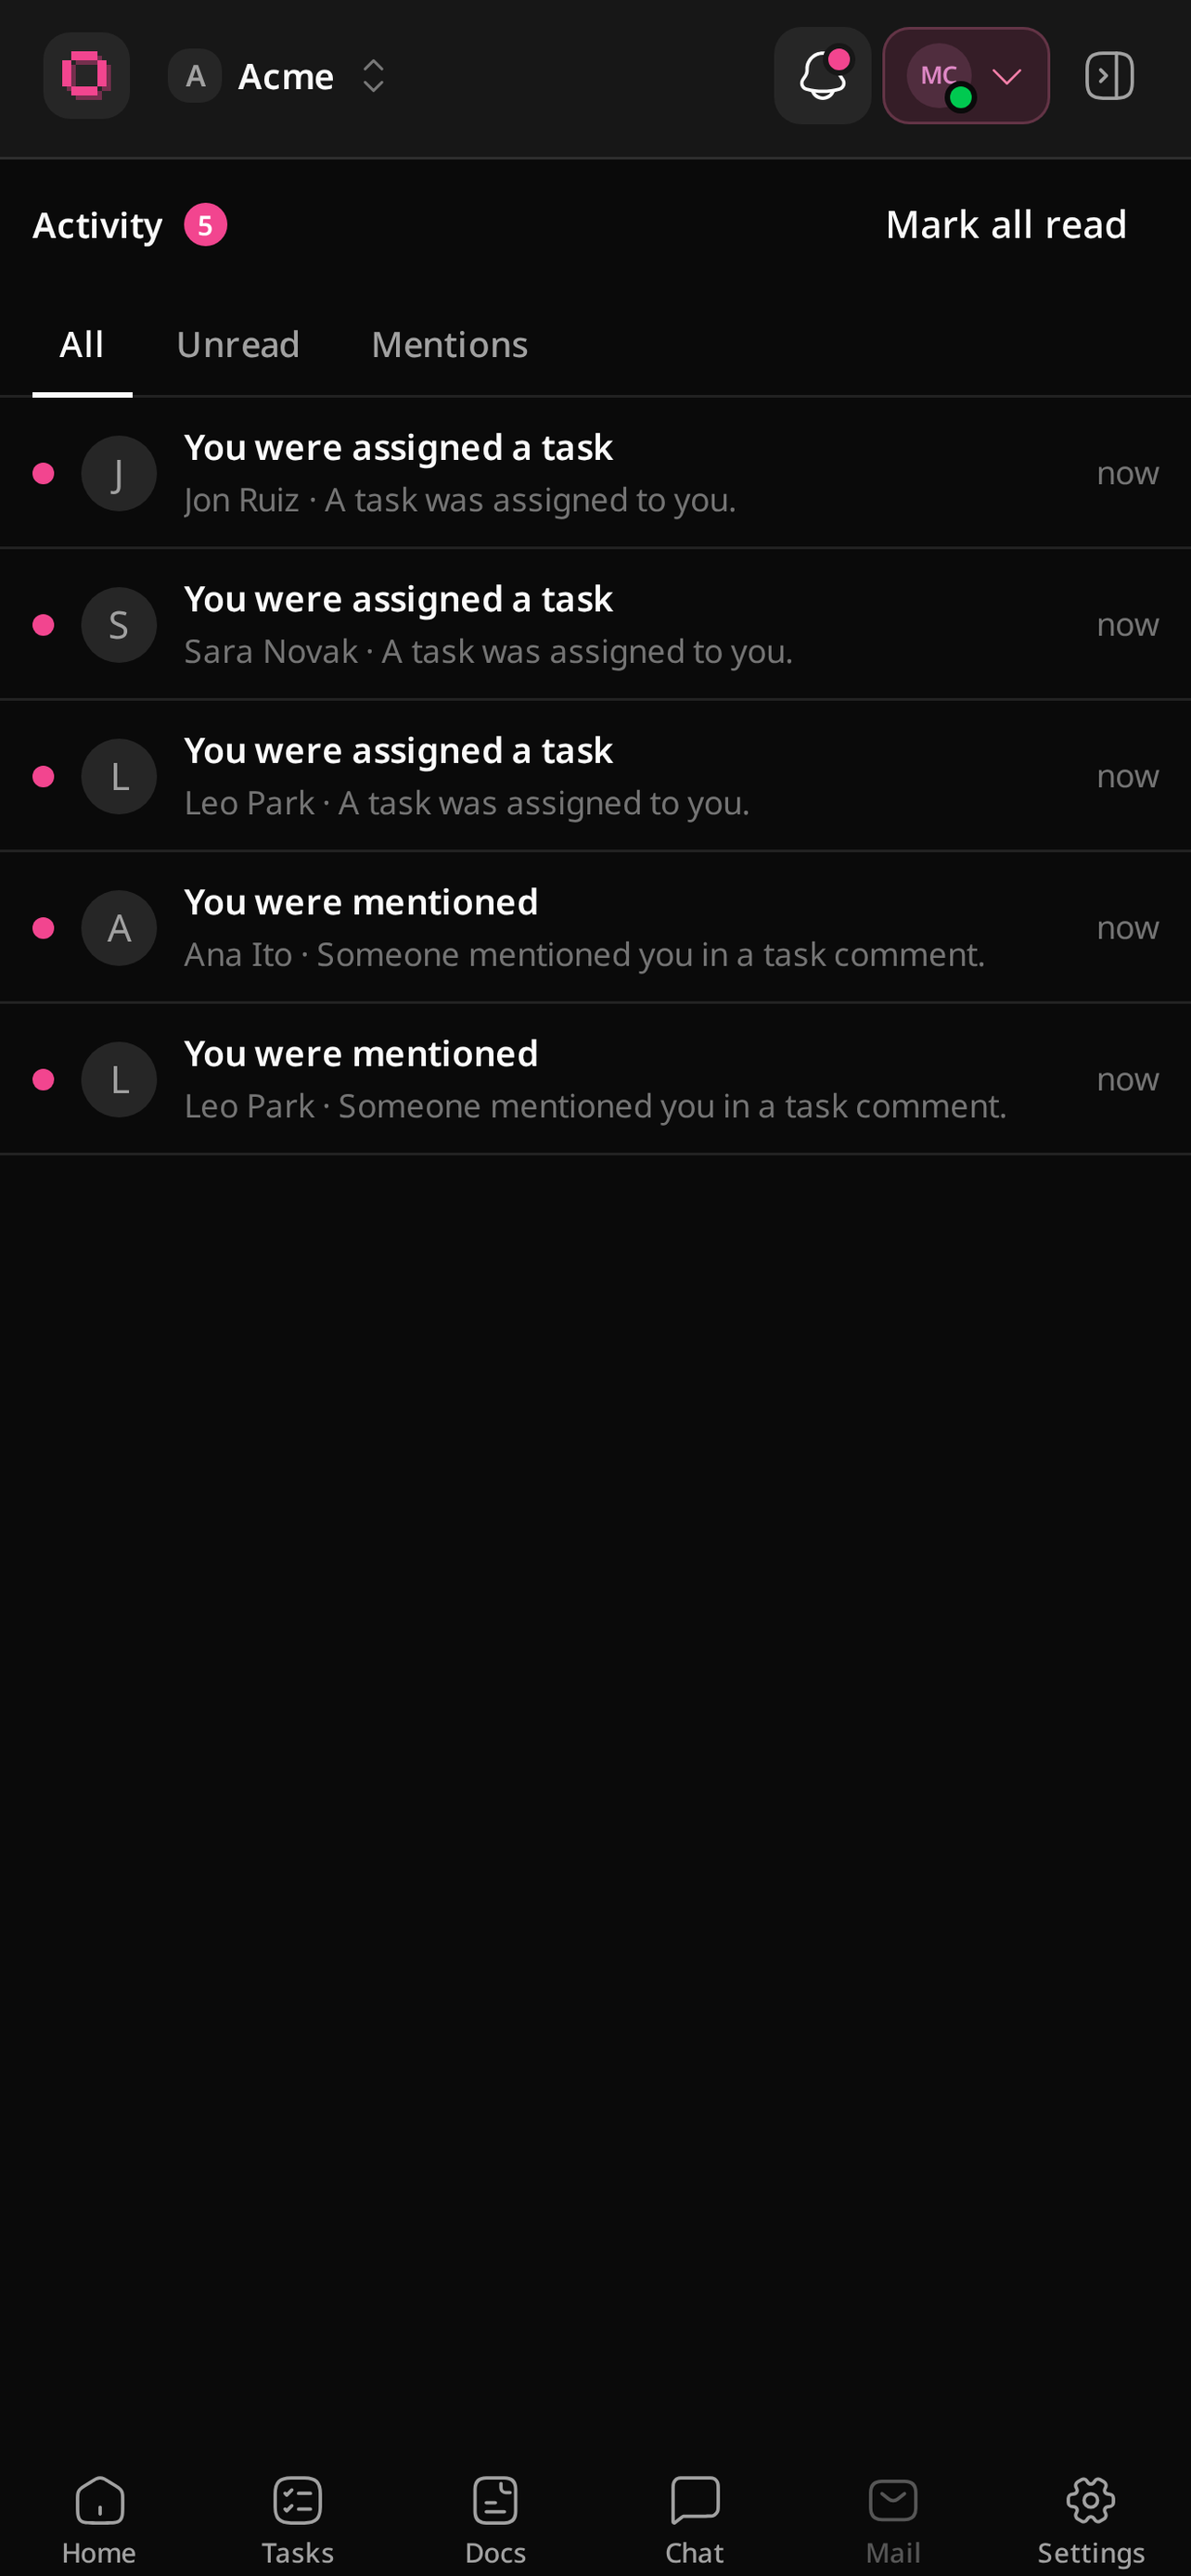 A Acme
MC
Activity 5
Mark all read
All Unread Mentions
J
You were assigned a task
Jon Ruiz · A task was assigned to you.
now
S
You were assigned a task
Sara Novak · A task was assigned to you.
now
L
You were assigned a task
Leo Park · A task was assigned to you.
now
A
You were mentioned
Ana Ito · Someone mentioned you in a task comment.
now
L
You were mentioned
Leo Park · Someone mentioned you in a task comment.
now
Home Tasks Docs Chat Mail Settings